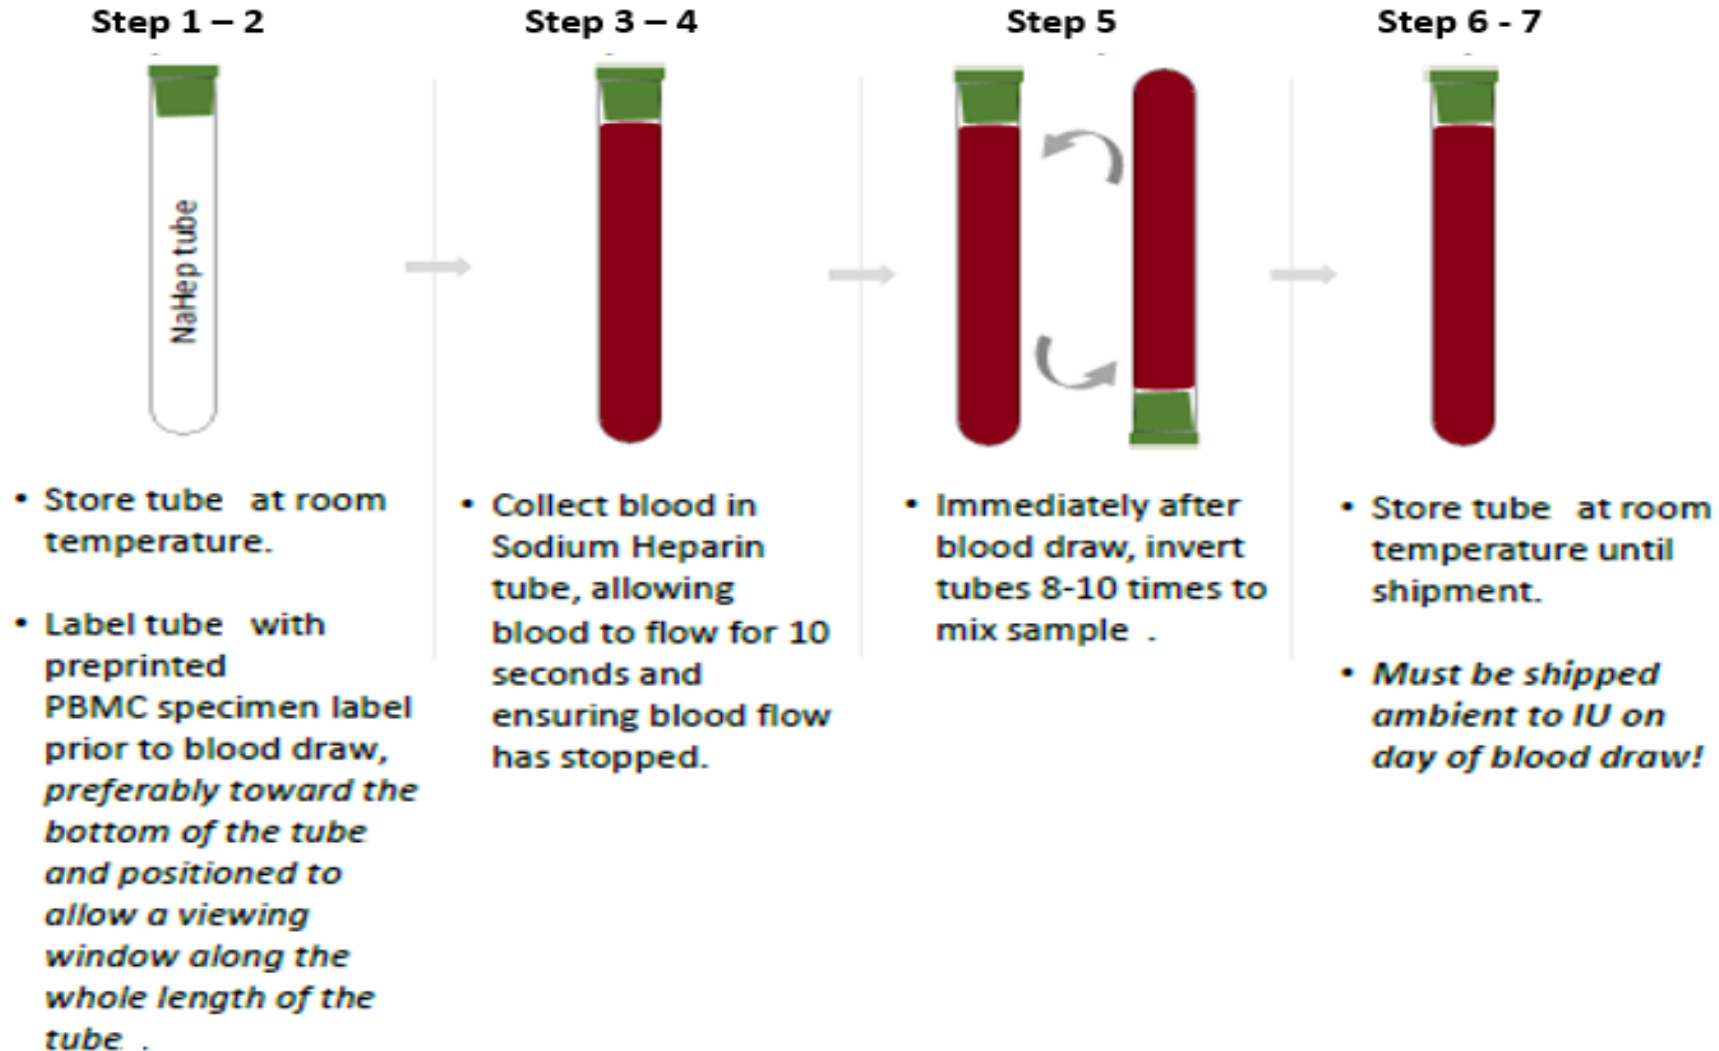 Step 1 – 2
NaHep tube
• Store tube at room
temperature.
• Label tube with
preprinted
PBMC specimen label
prior to blood draw,
preferably toward the
bottom of the tube
and positioned to
allow a viewing
window along the
whole length of the
tube .
Step 3 – 4
• Collect blood in
Sodium Heparin
tube, allowing
blood to flow for 10
seconds and
ensuring blood flow
has stopped.
Step 5
• Immediately after
blood draw, invert
tubes 8-10 times to
mix sample .
Step 6 - 7
• Store tube at room
temperature until
shipment.
• Must be shipped
ambient to IU on
day of blood draw!